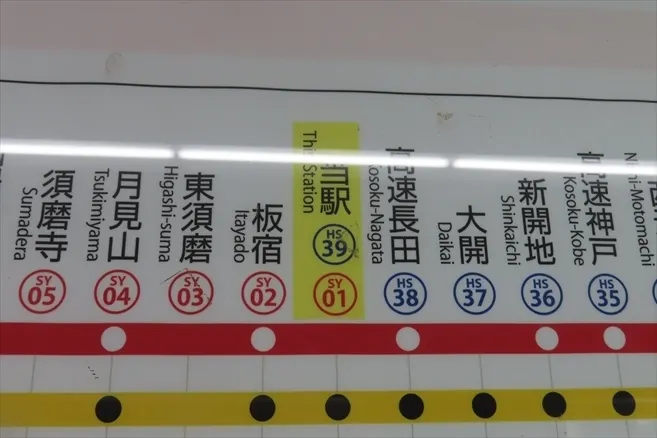 須磨寺
Sumadera
SY
05
月見山
Tsukimiyama
SY
04
東須磨
Higashi-suma
SY
03
板宿
Itayado
SY
02
当駅
This Station
HS
39
SY
01
高速長田
Kosoku-Nagata
HS
38
大開
Daikai
HS
37
新開地
Shinkaichi
HS
36
高速神戸
Kosoku-Kobe
HS
35